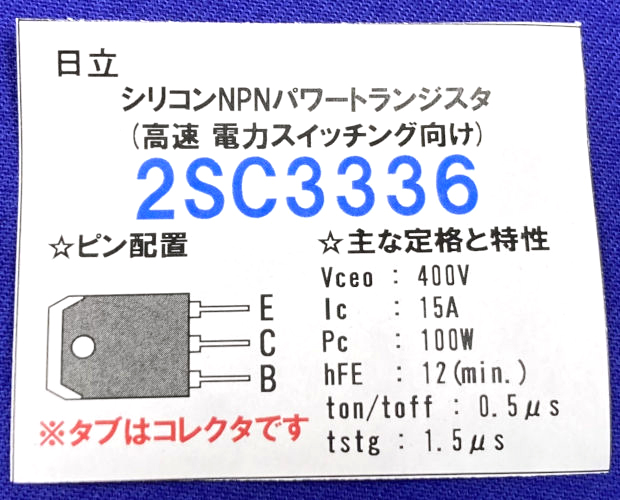 日立
シリコンNPNパワートランジスタ
(高速 電力スイッチング向け)
2SC3336
☆ピン配置
E
C
B
※タブはコレクタです
☆主な定格と特性
Vceo : 400V
Ic : 15A
Pc : 100W
hFE : 12(min.)
ton/toff : 0.5μs
tstg : 1.5μs